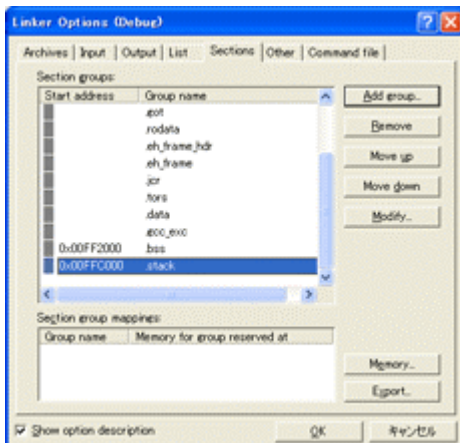 Linker Options (Debug)
Archives Input Output List Sections Other Command file
Section groups:
Start address Group name
.got
.rodata
.eh_frame_hdr
.eh_frame
.jcr
.tors
.data
.gcc_exc
0x00FF2000 .bss
0x00FFC000 .stack
Add group...
Remove
Move up
Move down
Modify...
Section group mappings:
Group name Memory for group reserved at
Memory...
Export...
Show option description
OK
キャンセル